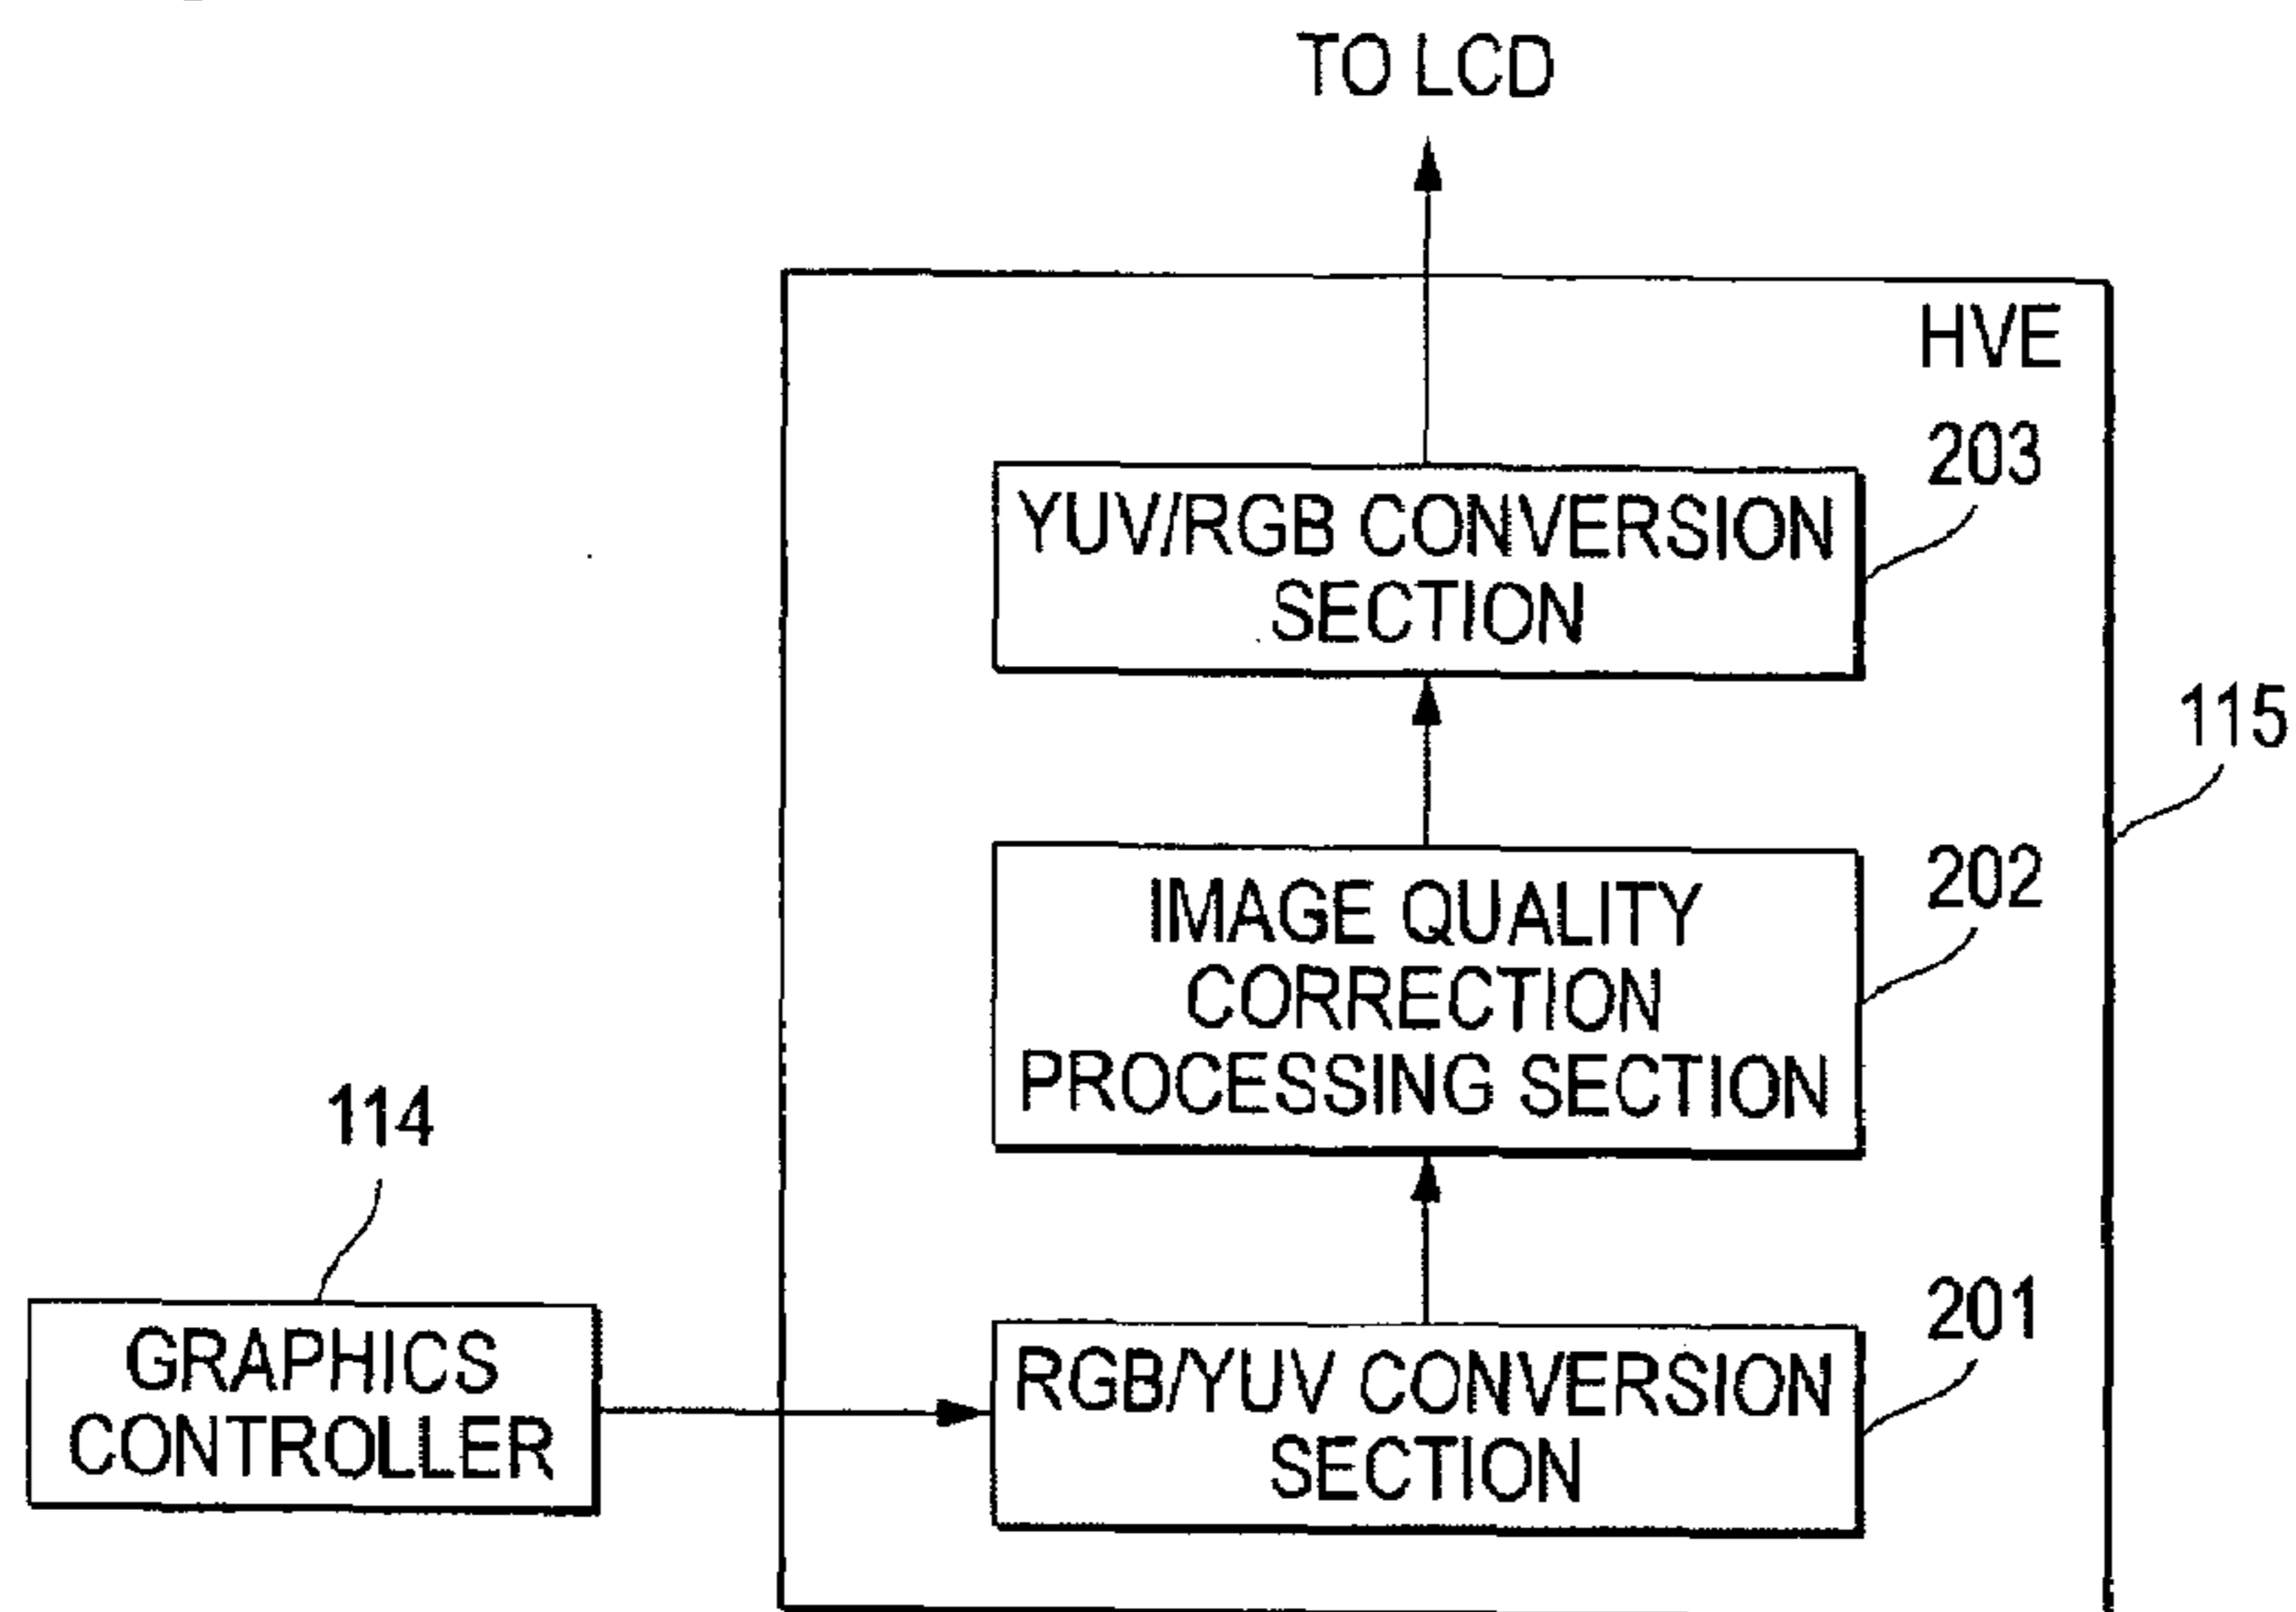 TO LCD
HVE
203
YUV/RGB CONVERSION
SECTION
115
202
IMAGE QUALITY
CORRECTION
PROCESSING SECTION
114
201
GRAPHICS
CONTROLLER
RGB/YUV CONVERSION
SECTION